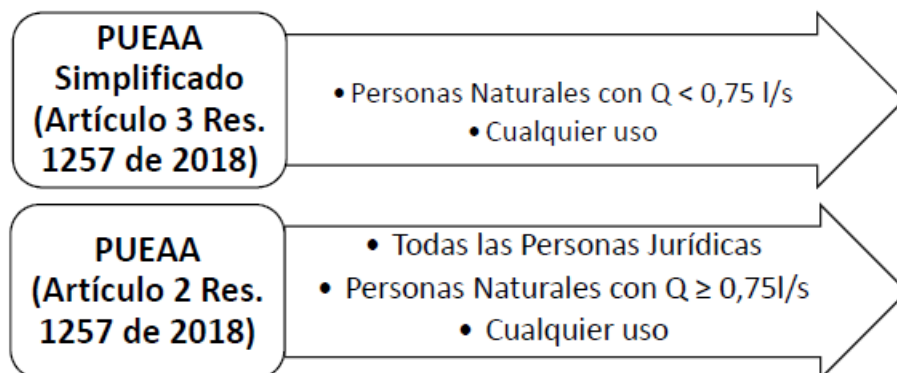 PUEAA
Simplificado
(Artículo 3 Res.
1257 de 2018)
• Personas Naturales con Q < 0,75 l/s
• Cualquier uso
PUEAA
(Artículo 2 Res.
1257 de 2018)
• Todas las Personas Jurídicas
• Personas Naturales con Q ≥ 0,75l/s
• Cualquier uso